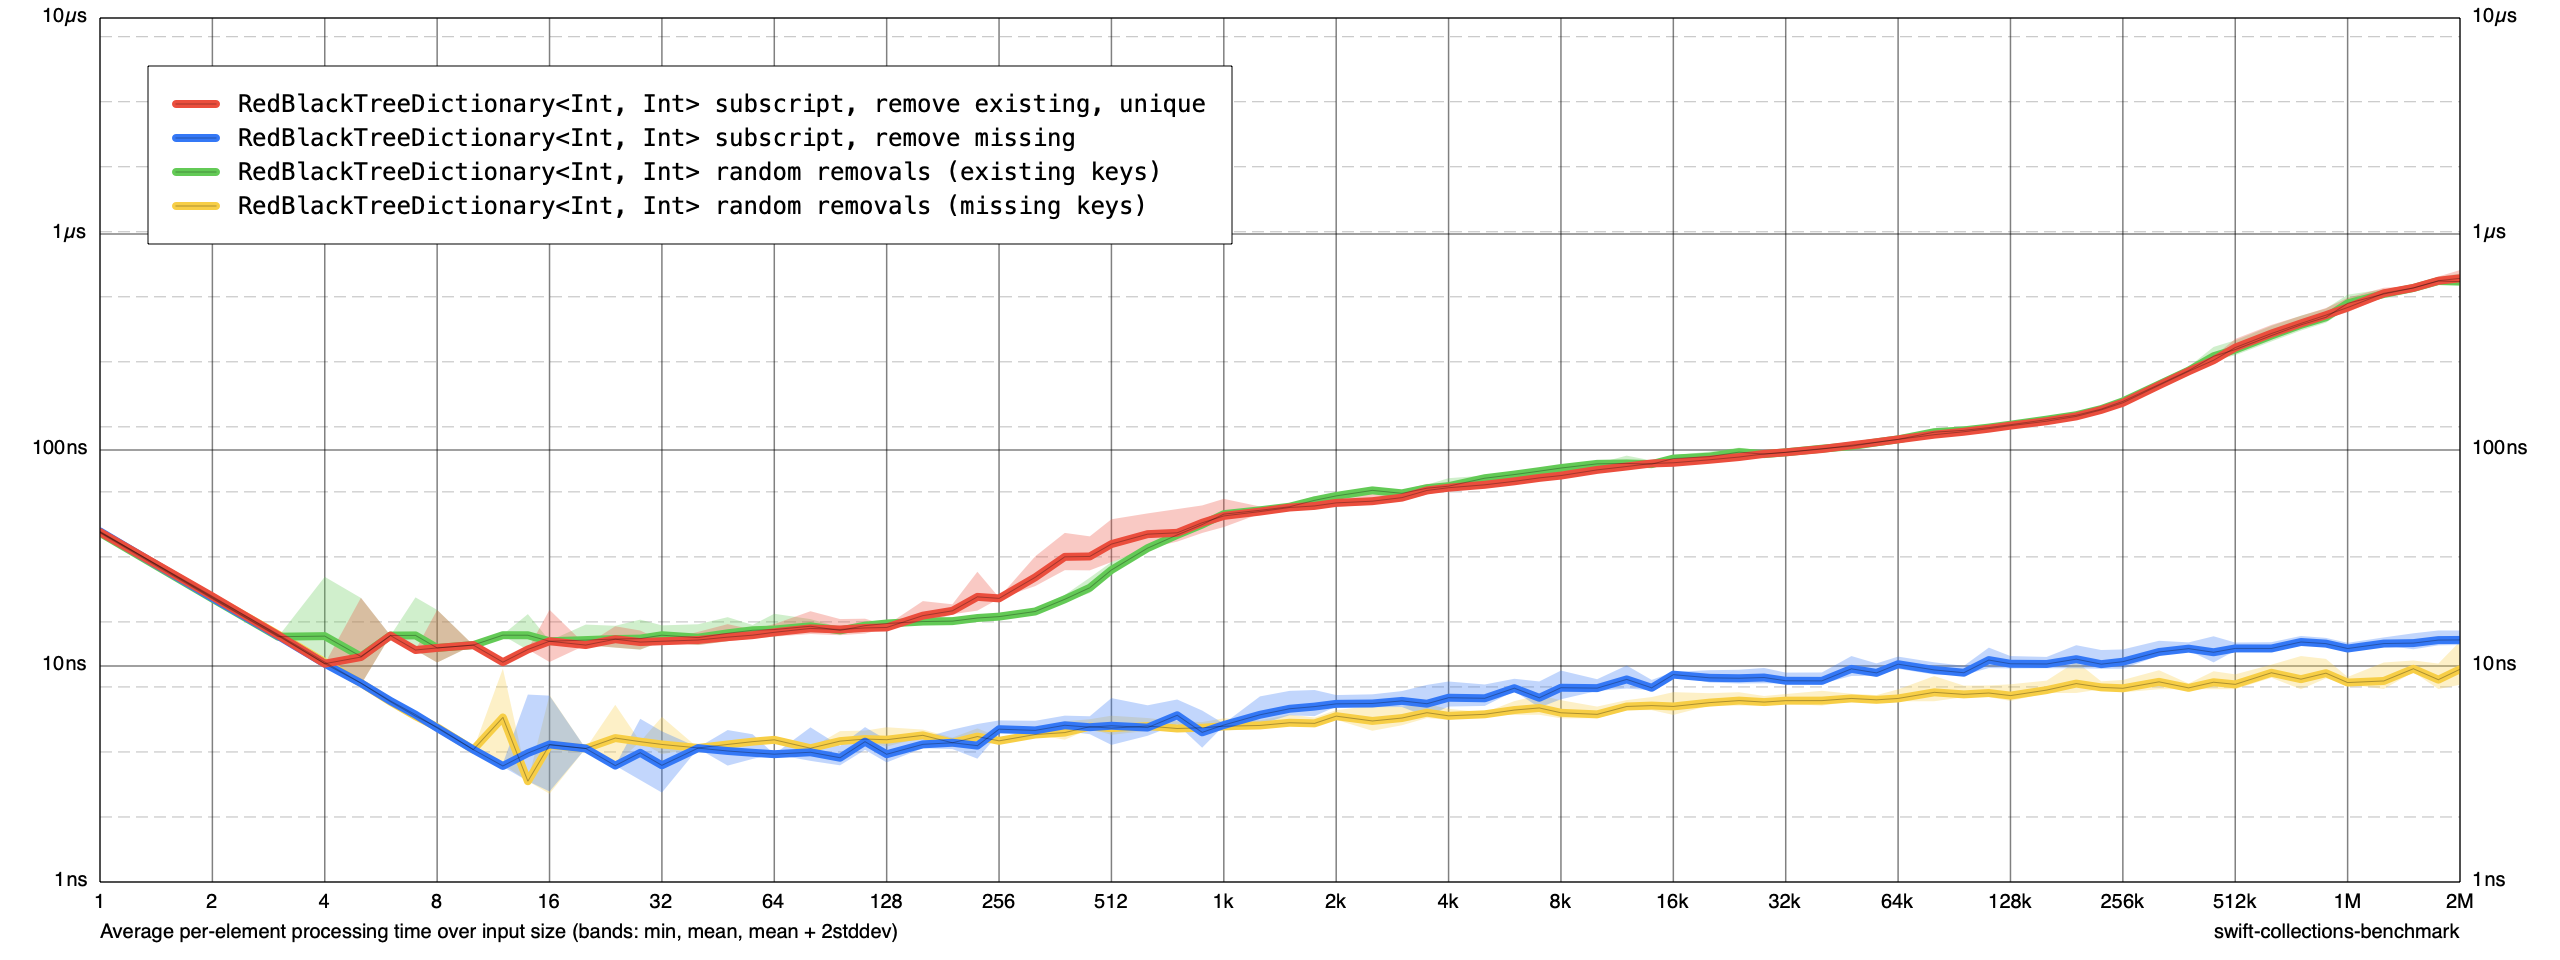 10µs 10µs
RedBlackTreeDictionary<Int, Int> subscript, remove existing, unique
RedBlackTreeDictionary<Int, Int> subscript, remove missing
RedBlackTreeDictionary<Int, Int> random removals (existing keys)
RedBlackTreeDictionary<Int, Int> random removals (missing keys)
1µs 1µs
100ns 100ns
10ns 10ns
1ns 1ns
1 2 4 8 16 32 64 128 256 512 1k 2k 4k 8k 16k 32k 64k 128k 256k 512k 1M 2M
Average per-element processing time over input size (bands: min, mean, mean + 2stddev) swift-collections-benchmark